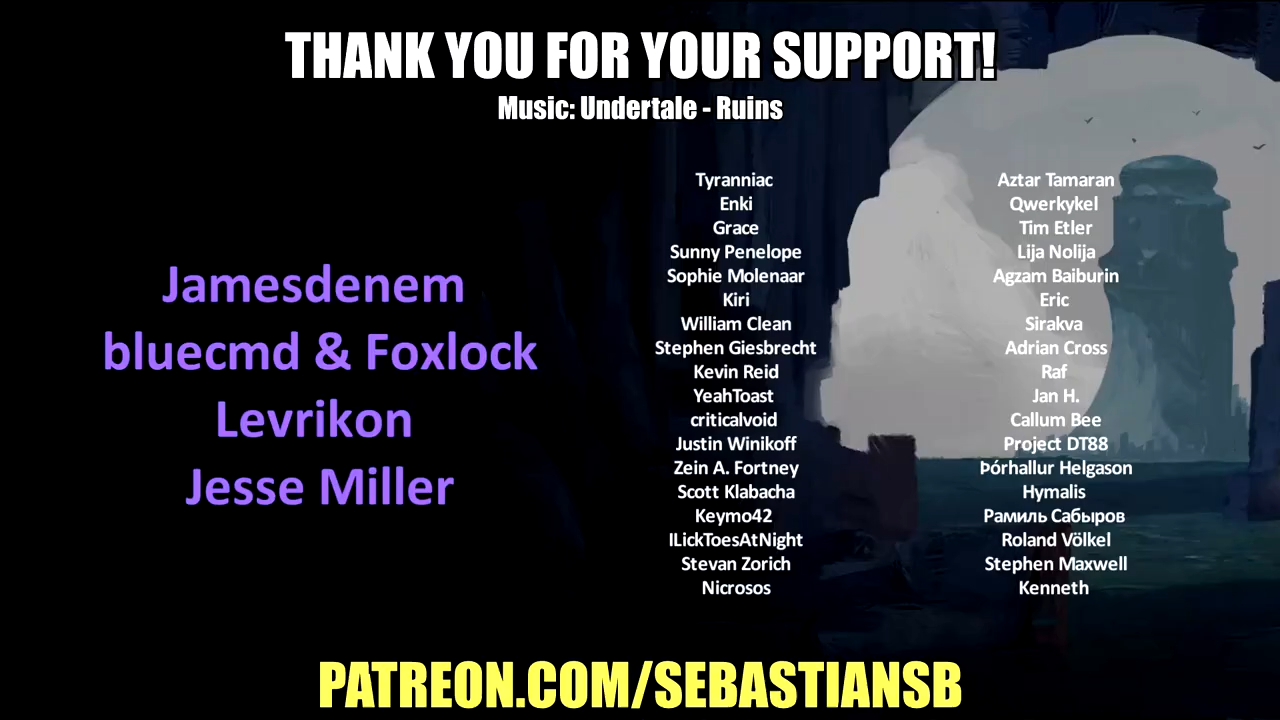 THANK YOU FOR YOUR SUPPORT!
Music: Undertale - Ruins
Jamesdenem
bluecmd & Foxlock
Levrikon
Jesse Miller
Tyranniac
Enki
Grace
Sunny Penelope
Sophie Molenaar
Kiri
William Clean
Stephen Giesbrecht
Kevin Reid
YeahToast
criticalvoid
Justin Winikoff
Zein A. Fortney
Scott Klabacha
Keymo42
ILickToesAtNight
Stevan Zorich
Nicrosos
Aztar Tamaran
Qwerkykel
Tim Etler
Lija Nolija
Agzam Baiburin
Eric
Sirakva
Adrian Cross
Raf
Jan H.
Callum Bee
Project DT88
Þórhallur Helgason
Hymalis
Рамиль Сабыров
Roland Völkel
Stephen Maxwell
Kenneth
PATREON.COM/SEBASTIANSB